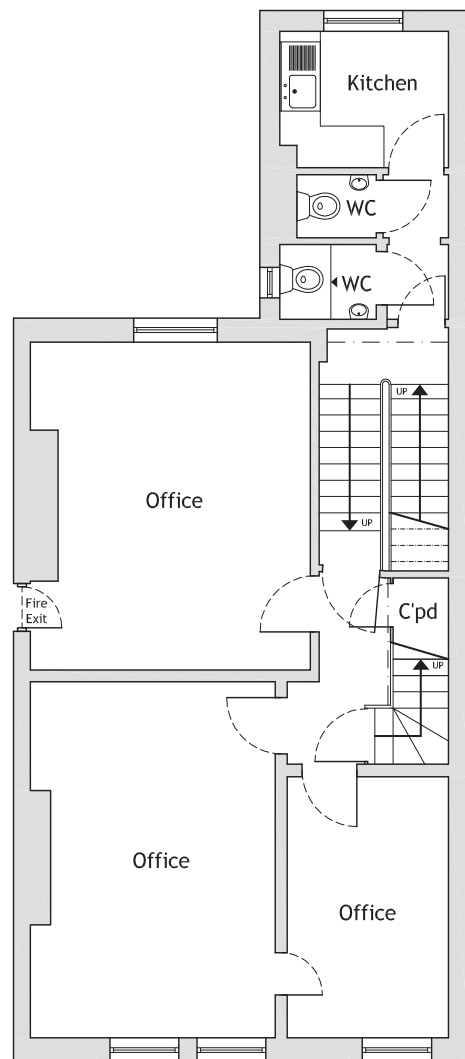 Kitchen
WC
WC
UP
Office
UP
Fire
Exit
C'pd
UP
Office
Office